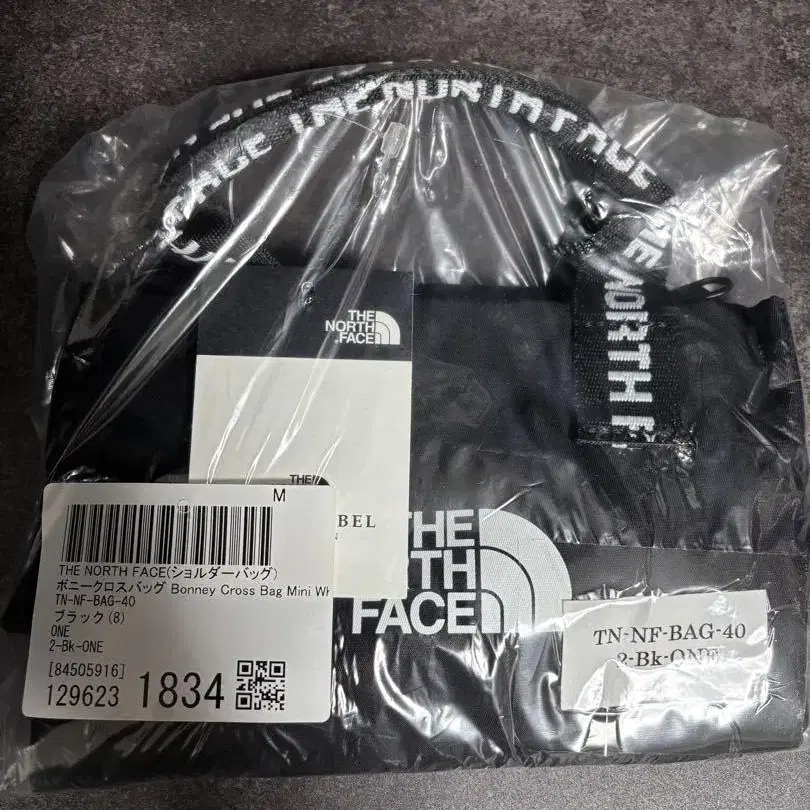 FACE THE NORTH FACE
THE NORTH F
THE
NORTH
FACE
THE
BEL
M
THE NORTH FACE(ショルダーバッグ)
ボニークロスバッグ Bonney Cross Bag Mini Wh
TN-NF-BAG-40
ブラック(8)
ONE
2-Bk-ONE
[84505916]
129623 1834
THE
NORTH
FACE
TN-NF-BAG-40
2-Bk-ONE